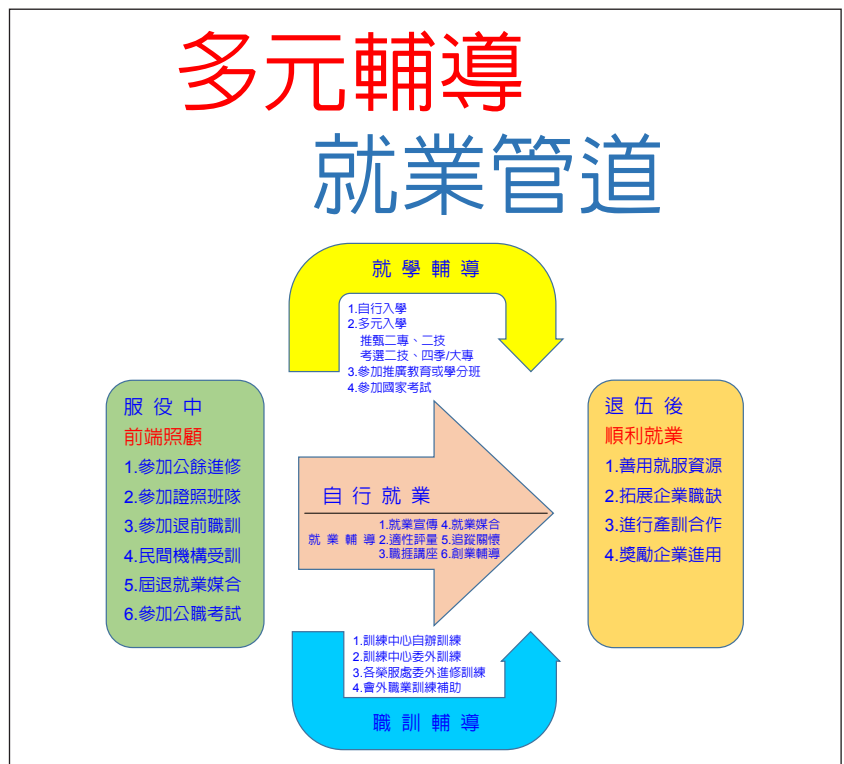 多元輔導
就業管道
就學輔導
1.自行入學
2.多元入學
推甄二專、二技
考選二技、四季/大專
3.參加推廣教育或學分班
4.參加國家考試
服役中
前端照顧
1.參加公餘進修
2.參加證照班隊
3.參加退前職訓
4.民間機構受訓
5.屆退就業媒合
6.參加公職考試
自行就業
就業輔導
1.就業宣傳 4.就業媒合
2.適性評量 5.追蹤關懷
3.職捱講座 6.創業輔導
退伍後
順利就業
1.善用就服資源
2.拓展企業職缺
3.進行產訓合作
4.獎勵企業進用
1.訓練中心自辦訓練
2.訓練中心委外訓練
3.各榮服處委外進修訓練
4.會外職業訓練補助
職訓輔導